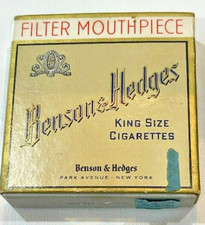 FILTER MOUTHPIECE
Benson & Hedges
KING SIZE
CIGARETTES
Benson & Hedges
PARK AVENUE · NEW YORK